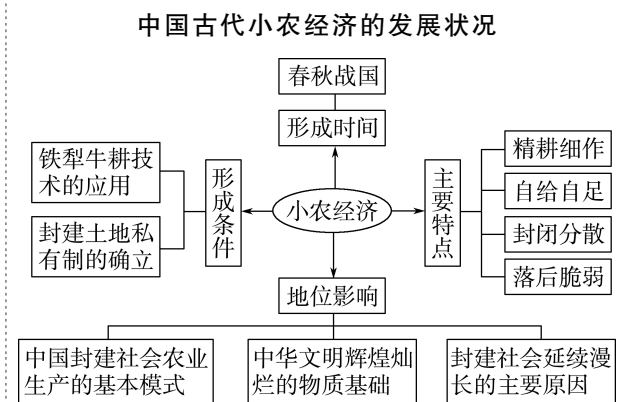 中国古代小农经济的发展状况
春秋战国
形成时间
铁犁牛耕技
术的应用
封建土地私
有制的确立
形成条件
小农经济
主要特点
精耕细作
自给自足
封闭分散
落后脆弱
地位影响
中国封建社会农业
生产的基本模式
中华文明辉煌灿
烂的物质基础
封建社会延续漫
长的主要原因